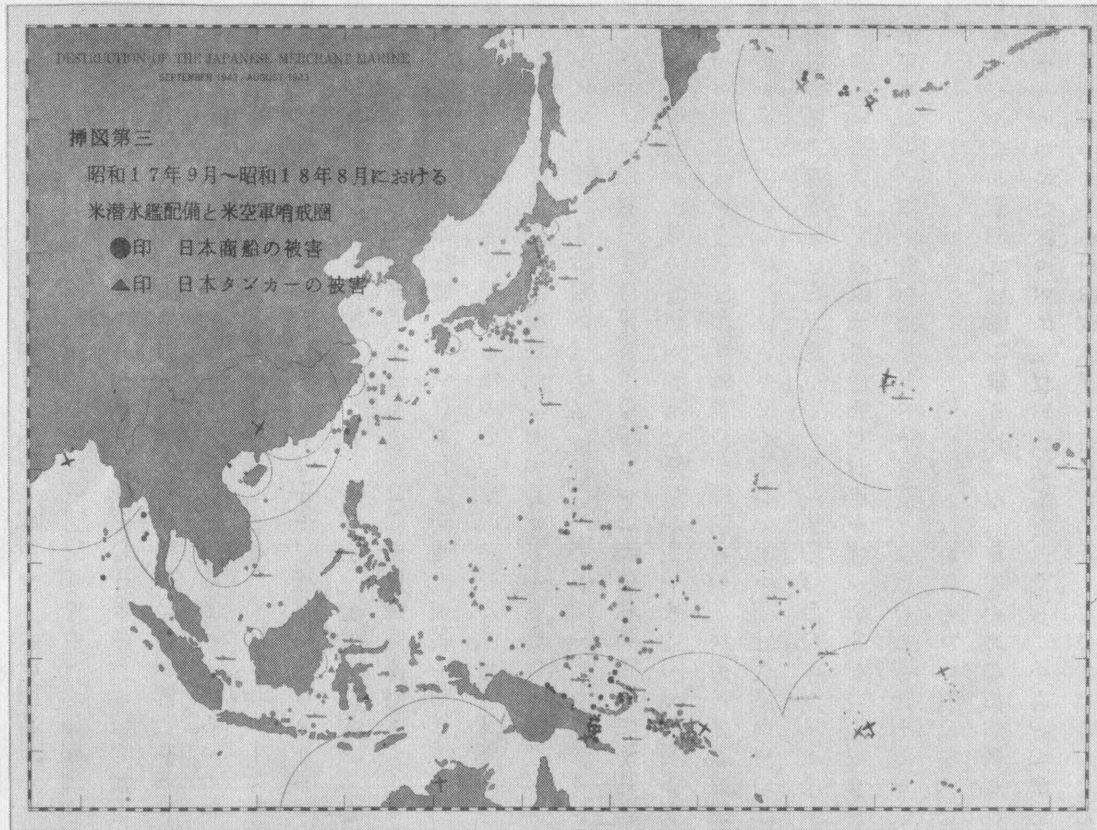 DESTRUCTION OF THE JAPANESE MERCHANT MARINE
SEPTEMBER 1942 - AUGUST 1943
挿図第三
昭和17年9月~昭和18年8月における
米潜水艦配備と米空軍哨戒圏
●印 日本商船の被害
▲印 日本タンカーの被害